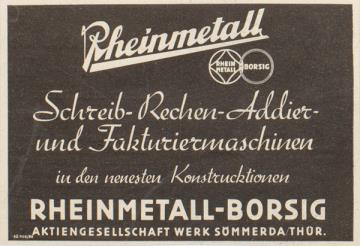 Rheinmetall
RHEIN
METALL
BORSIG
Schreib-Rechen-Addier-
und Fakturiermaschinen
in den neuesten Konstrucktionen
RHEINMETALL-BORSIG
AKTIENGESELLSCHAFT WERK SÖMMERDA/THÜR.